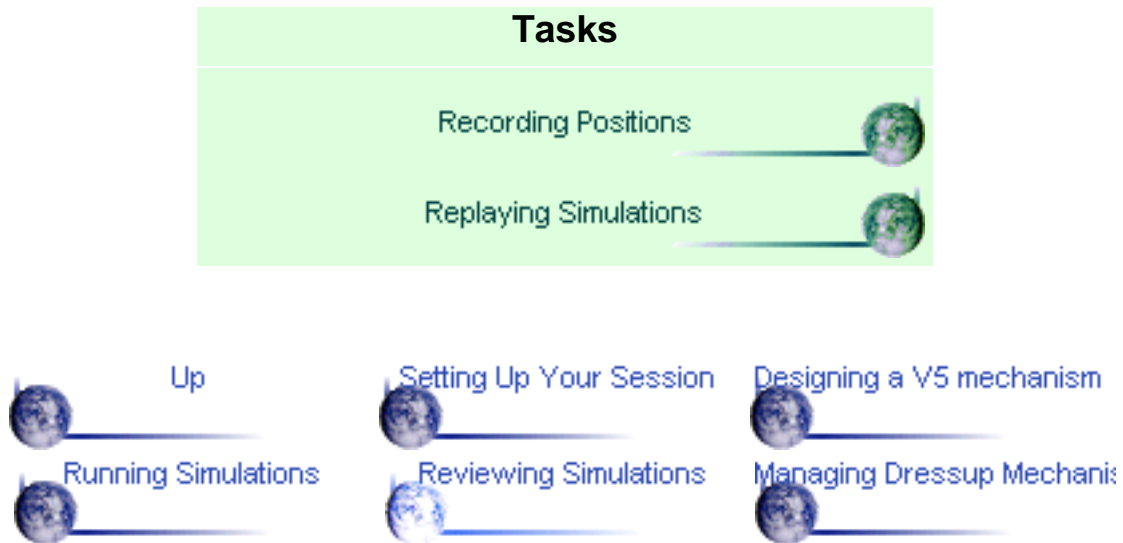 Tasks
Recording Positions
Replaying Simulations
Up
Setting Up Your Session
Designing a V5 mechanism
Running Simulations
Reviewing Simulations
Managing Dressup Mechanis